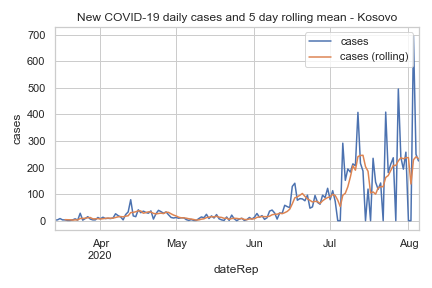 New COVID-19 daily cases and 5 day rolling mean - Kosovo
cases
cases (rolling)
700
600
500
400
300
200
100
0
cases
Apr
2020
May
Jun
Jul
Aug
dateRep